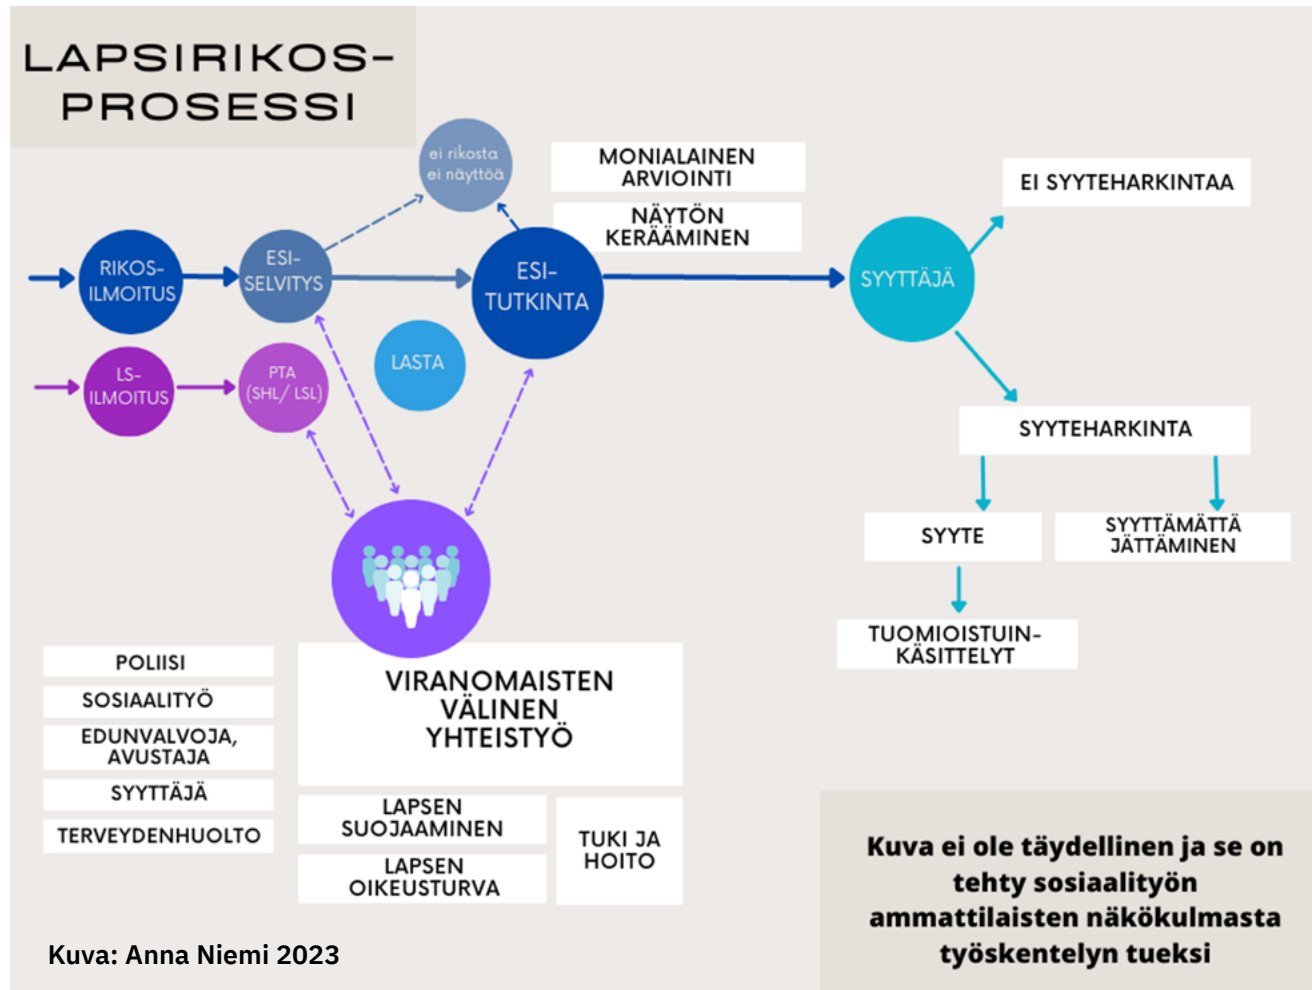 LAPSIRIKOS-
PROSESSI
ei rikosta
ei näyttöä
MONIALAINEN
ARVIOINTI
NÄYTÖN
KERÄÄMINEN
EI SYYTEHARKINTAA
RIKOS-
ILMOITUS
ESI-
SELVITYS
ESI-
TUTKINTA
SYYTTÄJÄ
LS-
ILMOITUS
PTA
(SHL/ LSL)
LASTA
SYYTEHARKINTA
SYYTE
SYYTTÄMÄTTÄ
JÄTTÄMINEN
TUOMIOISTUIN-
KÄSITTELYT
POLIISI
SOSIAALITYÖ
EDUNVALVOJA,
AVUSTAJA
SYYTTÄJÄ
TERVEYDENHUOLTO
VIRANOMAISTEN
VÄLINEN
YHTEISTYÖ
LAPSEN
SUOJAAMINEN
LAPSEN
OIKEUSTURVA
TUKI JA
HOITO
Kuva ei ole täydellinen ja se on
tehty sosiaalityön
ammattilaisten näkökulmasta
työskentelyn tueksi
Kuva: Anna Niemi 2023